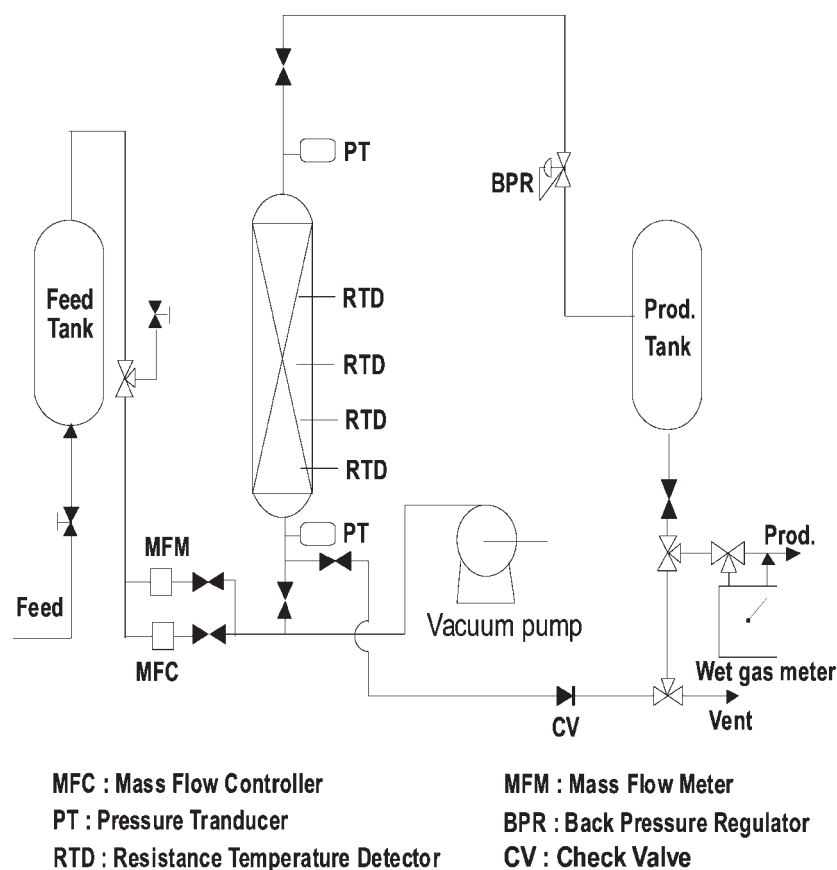 PT
BPR
Feed
Tank
RTD
RTD
RTD
RTD
Prod.
Tank
PT
MFM
Feed
MFC
Vacuum pump
Prod.
Wet gas meter
CV
Vent
MFC : Mass Flow Controller
MFM : Mass Flow Meter
PT : Pressure Tranducer
BPR : Back Pressure Regulator
RTD : Resistance Temperature Detector
CV : Check Valve